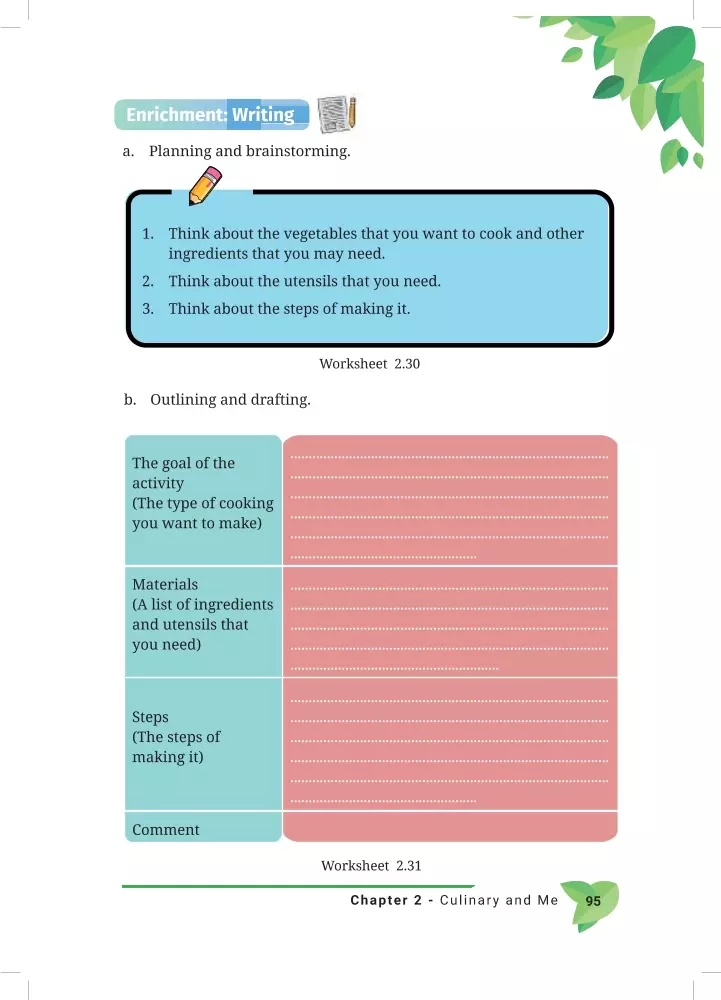 Enrichment: Writing
a. Planning and brainstorming.
1. Think about the vegetables that you want to cook and other
ingredients that you may need.
2. Think about the utensils that you need.
3. Think about the steps of making it.
Worksheet 2.30
b. Outlining and drafting.
The goal of the
activity
(The type of cooking
you want to make)
Materials
(A list of ingredients
and utensils that
you need)
Steps
(The steps of
making it)
Comment
Worksheet 2.31
Chapter 2 - Culinary and Me 95